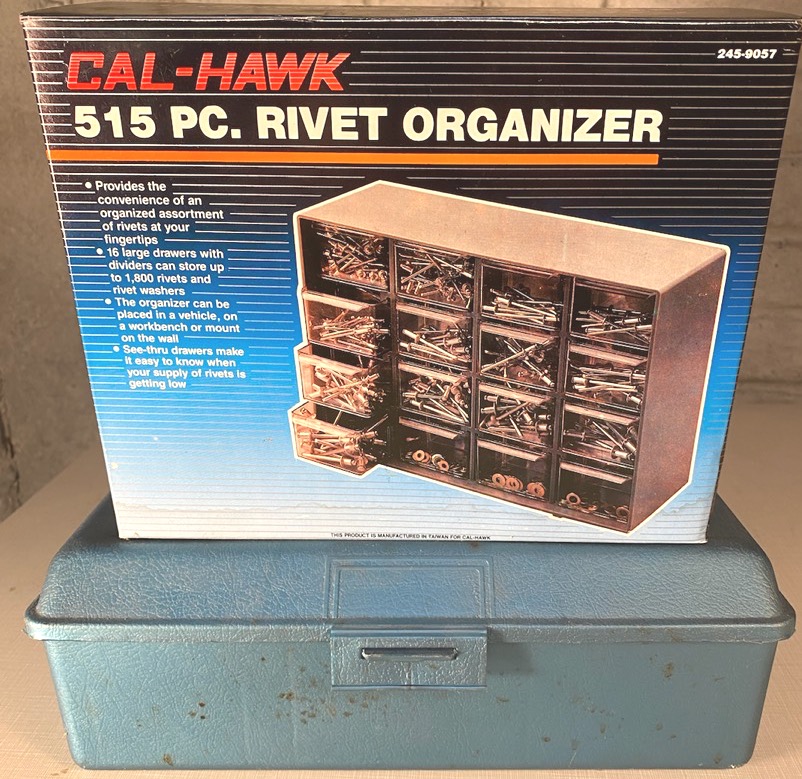 CAL-HAWK
245-9057
515 PC. RIVET ORGANIZER
• Provides the
convenience of an
organized assortment
of rivets at your
fingertips
• 16 large drawers with
dividers can store up
to 1,800 rivets and
rivet washers
• The organizer can be
placed in a vehicle, on
a workbench or mount
on the wall
• See-thru drawers make
it easy to know when
your supply of rivets is
getting low
THIS PRODUCT IS MANUFACTURED IN TAIWAN FOR CAL-HAWK